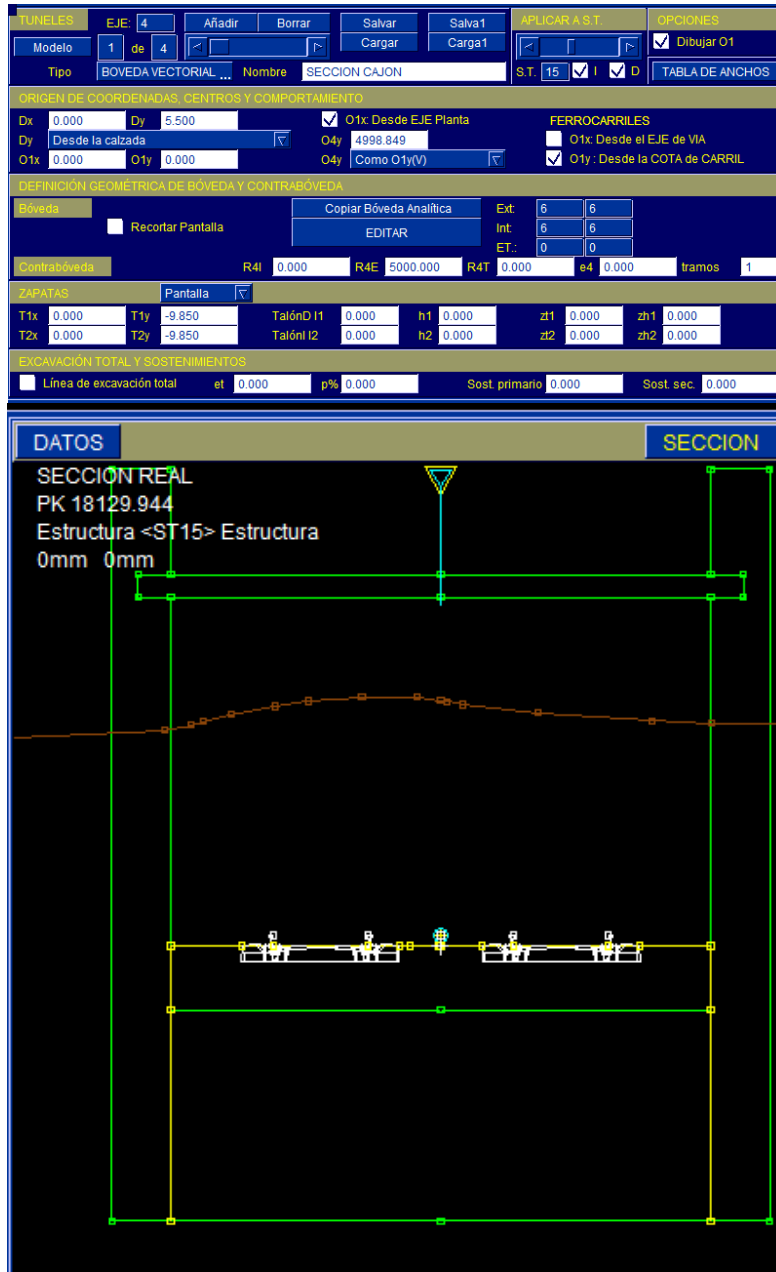 TUNELES EJE: 4 Añadir Borrar Salvar Salva1 APLICAR A S.T. OPCIONES
Modelo 1 de 4 Cargar Carga1 Dibujar O1
Tipo BOVEDA VECTORIAL ... Nombre SECCION CAJON S.T. 15 I D TABLA DE ANCHOS
ORIGEN DE COORDENADAS, CENTROS Y COMPORTAMIENTO
Dx 0.000 Dy 5.500 O1x: Desde EJE Planta FERROCARRILES
Dy Desde la calzada O4y 4998.849 O1x: Desde el EJE de VIA
O1x 0.000 O1y 0.000 O4y Como O1y(V) O1y : Desde la COTA de CARRIL
DEFINICIÓN GEOMÉTRICA DE BÓVEDA Y CONTRABÓVEDA
Bóveda Copiar Bóveda Analítica Ext: 6 6
Recortar Pantalla EDITAR Int: 6 6
ET.: 0 0
Contrabóveda R4I 0.000 R4E 5000.000 R4T 0.000 e4 0.000 tramos 1
ZAPATAS Pantalla
T1x 0.000 T1y -9.850 TalónD l1 0.000 h1 0.000 zt1 0.000 zh1 0.000
T2x 0.000 T2y -9.850 TalónI l2 0.000 h2 0.000 zt2 0.000 zh2 0.000
EXCAVACIÓN TOTAL Y SOSTENIMIENTOS
Línea de excavación total et 0.000 p% 0.000 Sost. primario 0.000 Sost. sec. 0.000
DATOS SECCION
SECCION REAL
PK 18129.944
Estructura <ST15> Estructura
0mm 0mm